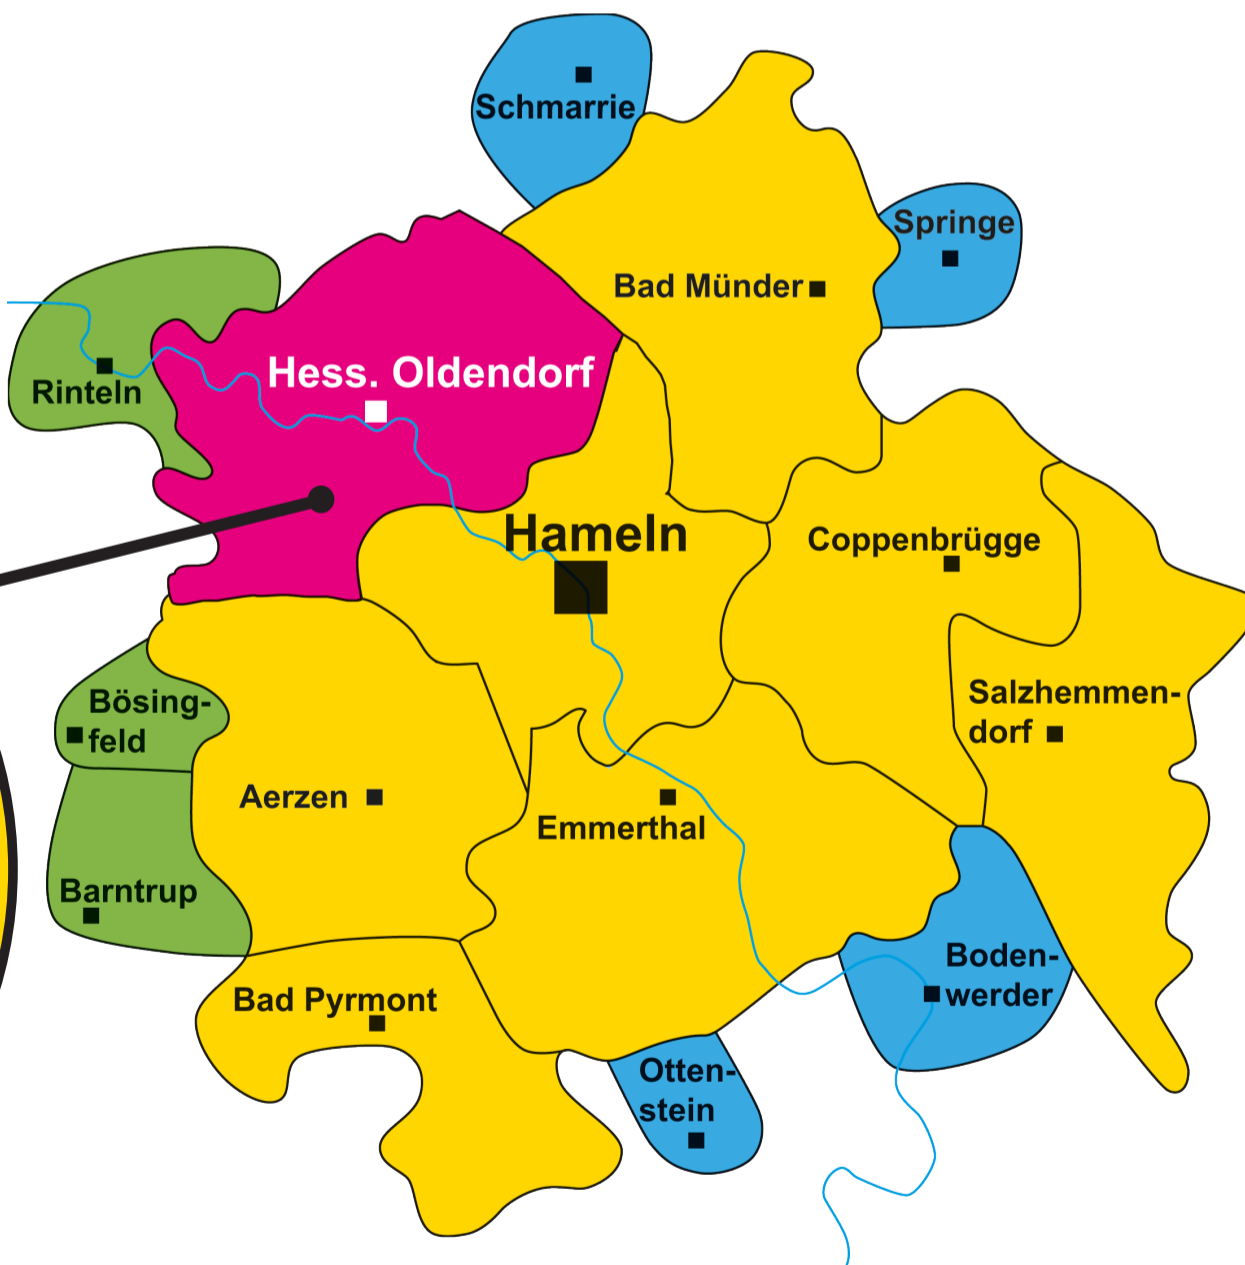 Schmarrie
Springe
Bad Münder
Hess. Oldendorf
Rinteln
Hameln
Coppenbrügge
Salzhemmen-
dorf
Bösing-
feld
Aerzen
Emmerthal
Barntrup
Boden-
werder
Bad Pyrmont
Otten-
stein